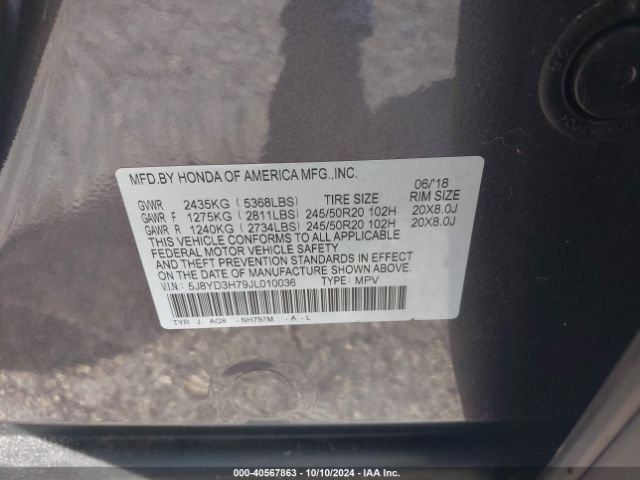 MFD.BY HONDA OF AMERICA MFG.,INC.
06/18
GVWR 2435KG ( 5368LBS) TIRE SIZE RIM SIZE
GAWR F 1275KG ( 2811LBS) 245/50R20 102H 20X8.0J
GAWR R 1240KG ( 2734LBS) 245/50R20 102H 20X8.0J
THIS VEHICLE CONFORMS TO ALL APPLICABLE
FEDERAL MOTOR VEHICLE SAFETY
AND THEFT PREVENTION STANDARDS IN EFFECT
ON THE DATE OF MANUFACTURE SHOWN ABOVE.
V.I.N: 5J8YD3H79JL010036 TYPE: MPV
TYR J AG8 -NH797M -A -L
000-40567863 - 10/10/2024 - IAA Inc.